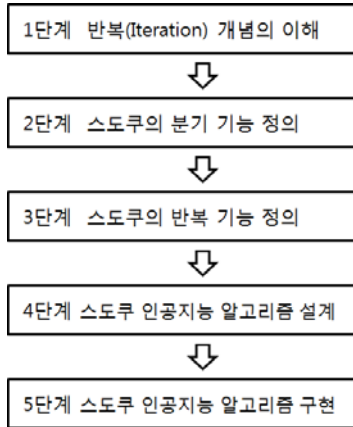 1단계 반복(Iteration) 개념의 이해
2단계 스도쿠의 분기 기능 정의
3단계 스도쿠의 반복 기능 정의
4단계 스도쿠 인공지능 알고리즘 설계
5단계 스도쿠 인공지능 알고리즘 구현